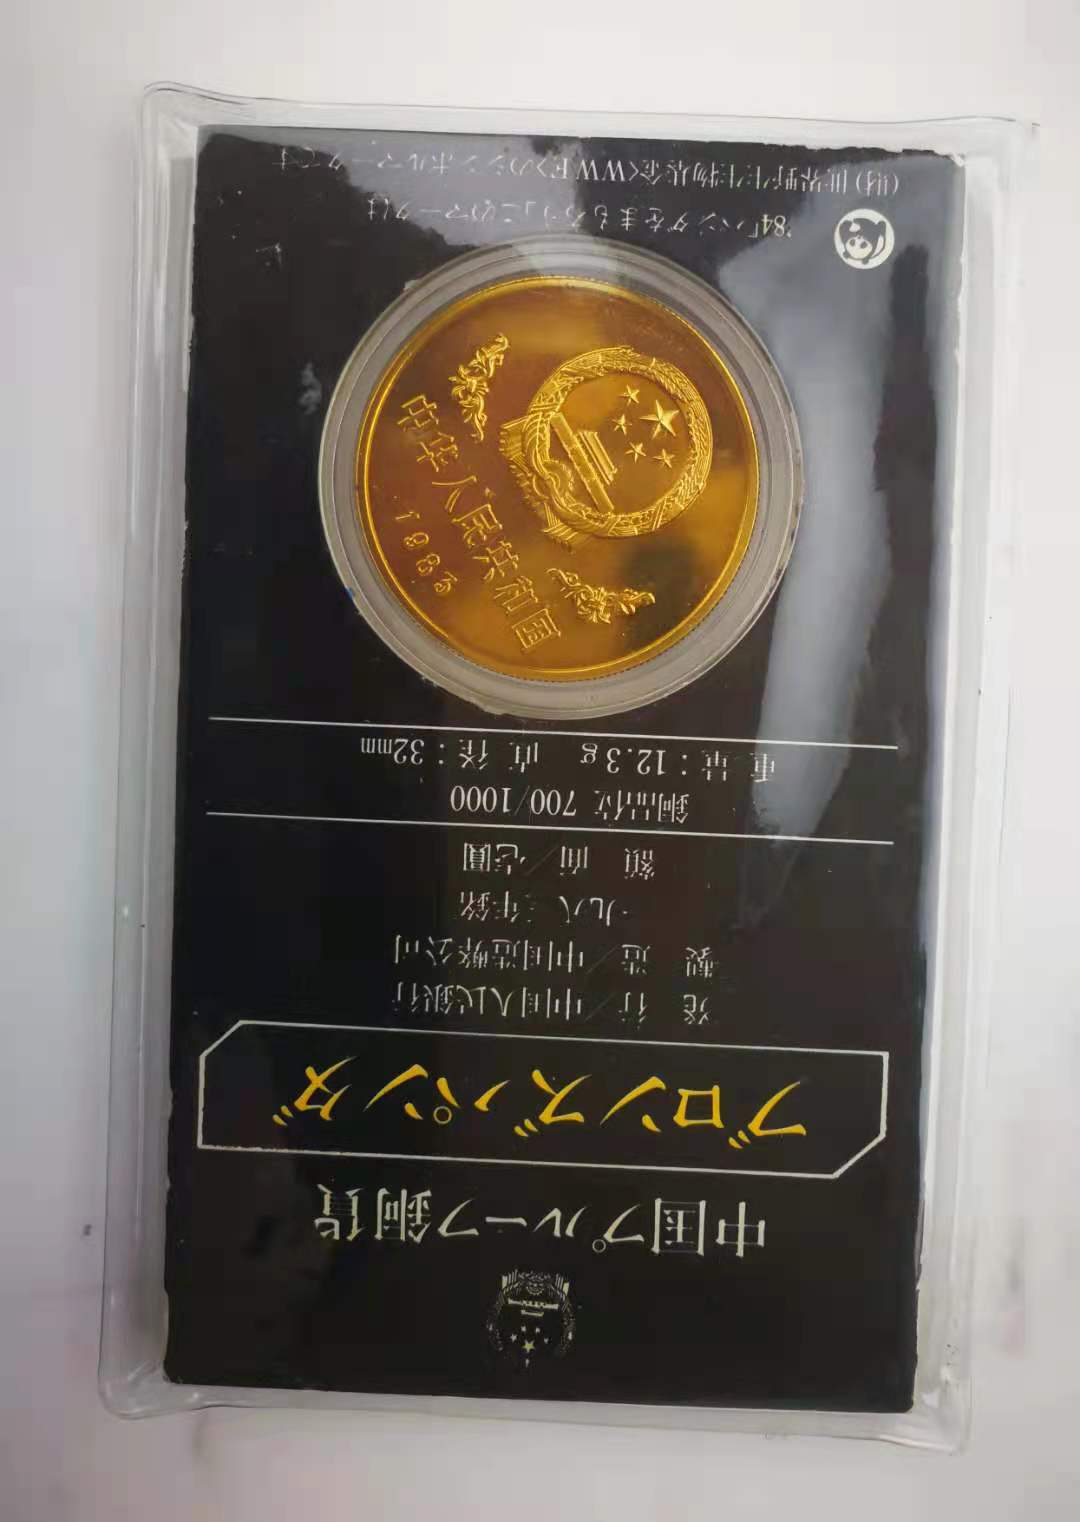 中国プルーフ銅貨
ブロンズパンダ
発 行／中国人民銀行
製 造／中国造幣公司
一九八三年銘
額 面／壱圓
銅品位 700/1000
重 量：12.3g 直 径：32mm
中华人民共和国
1983
'84「パンダをまもろう」このマークは
(財)世界野生生物基金〈WWF〉のシンボルマークです